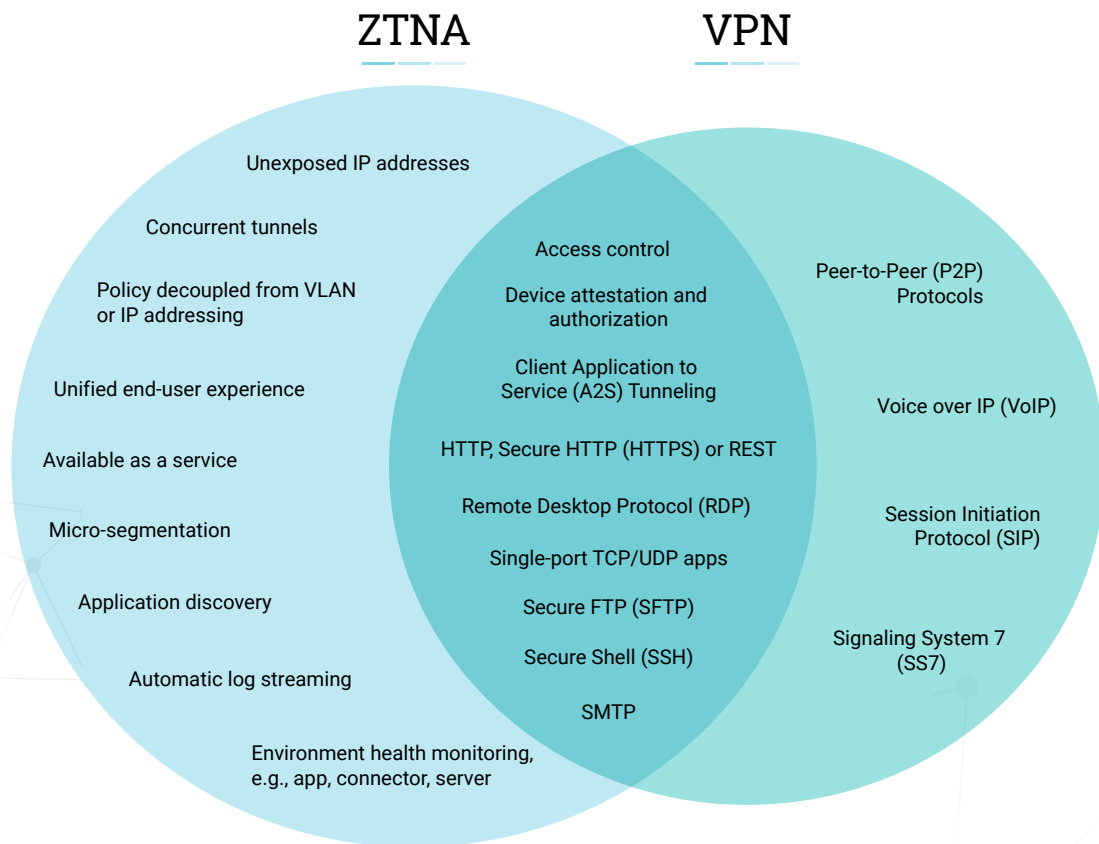 ZTNA
VPN
Unexposed IP addresses
Concurrent tunnels
Policy decoupled from VLAN
or IP addressing
Unified end-user experience
Available as a service
Micro-segmentation
Application discovery
Automatic log streaming
Environment health monitoring,
e.g., app, connector, server
Access control
Device attestation and
authorization
Client Application to
Service (A2S) Tunneling
HTTP, Secure HTTP (HTTPS) or REST
Remote Desktop Protocol (RDP)
Single-port TCP/UDP apps
Secure FTP (SFTP)
Secure Shell (SSH)
SMTP
Peer-to-Peer (P2P)
Protocols
Voice over IP (VoIP)
Session Initiation
Protocol (SIP)
Signaling System 7
(SS7)